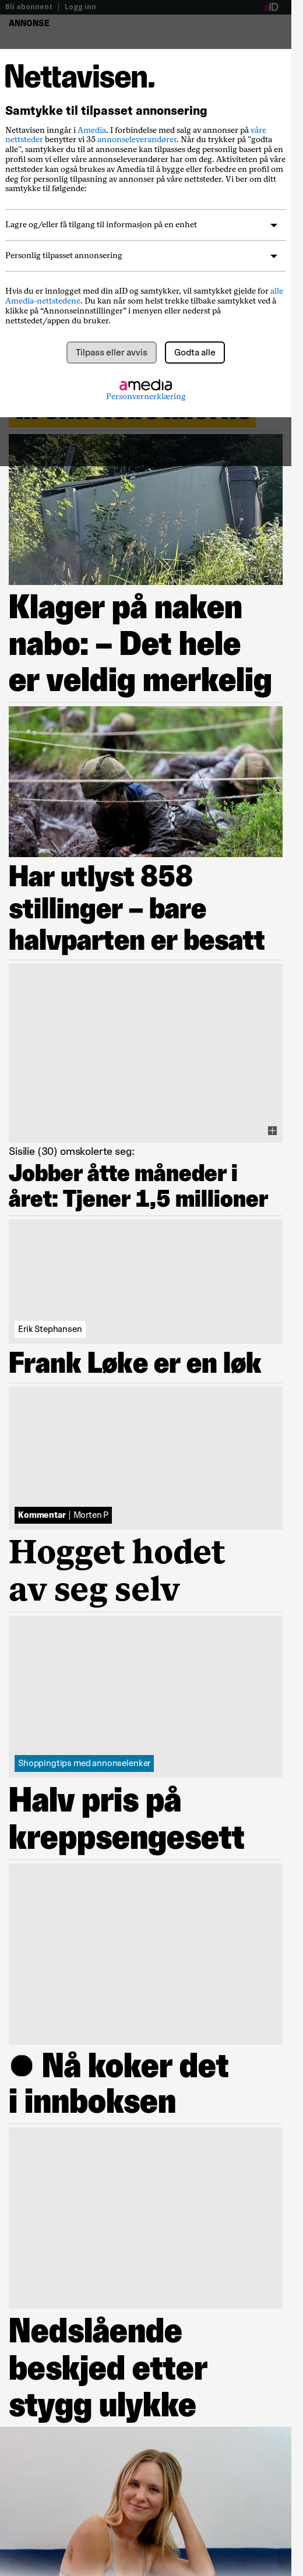 Bli abonnent | Logg inn
aID
ANNONSE
Nettavisen.
Samtykke til tilpasset annonsering
Nettavisen inngår i Amedia. I forbindelse med salg av annonser på våre
nettsteder benytter vi 35 annonseleverandører. Når du trykker på "godta
alle", samtykker du til at annonsene kan tilpasses deg personlig basert på en
profil som vi eller våre annonseleverandører har om deg. Aktiviteten på våre
nettsteder kan også brukes av Amedia til å bygge eller forbedre en profil om
deg for personlig tilpasning av annonser på våre nettsteder. Vi ber om ditt
samtykke til følgende:
Lagre og/eller få tilgang til informasjon på en enhet
Personlig tilpasset annonsering
Hvis du er innlogget med din aID og samtykker, vil samtykket gjelde for alle
Amedia-nettstedene. Du kan når som helst trekke tilbake samtykket ved å
klikke på “Annonseinnstillinger” i menyen eller nederst på
nettstedet/appen du bruker.
Tilpass eller avvis
Godta alle
amedia
Personvernerklæring
Klager på naken
nabo: – Det hele
er veldig merkelig
Har utlyst 858
stillinger – bare
halvparten er besatt
Sisilie (30) omskolerte seg:
Jobber åtte måneder i
året: Tjener 1,5 millioner
Erik Stephansen
Frank Løke er en løk
Kommentar | Morten P
Hogget hodet
av seg selv
Shoppingtips med annonselenker
Halv pris på
kreppsengesett
● Nå koker det
i innboksen
Nedslående
beskjed etter
stygg ulykke